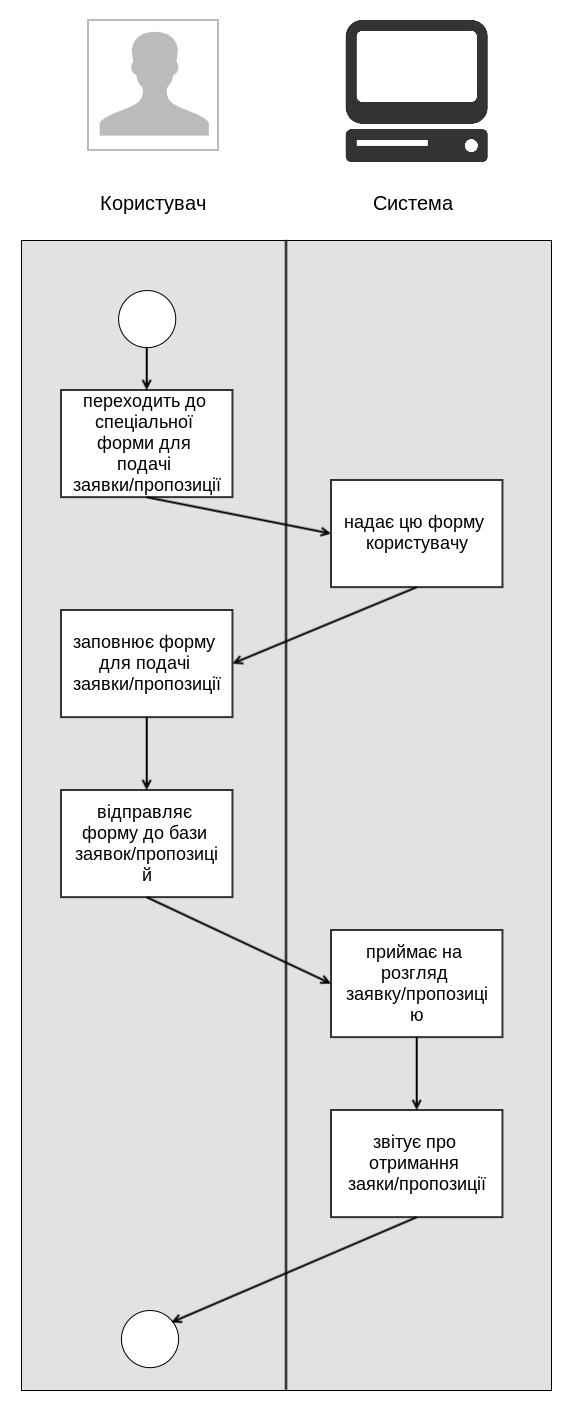 Користувач
Система
переходить до
спеціальної
форми для
подачі
заявки/пропозиції
надає цю форму
користувачу
заповнює форму
для подачі
заявки/пропозиції
відправляє
форму до бази
заявок/пропозиці
й
приймає на
розгляд
заявку/пропозиці
ю
звітує про
отримання
заяки/пропозиції